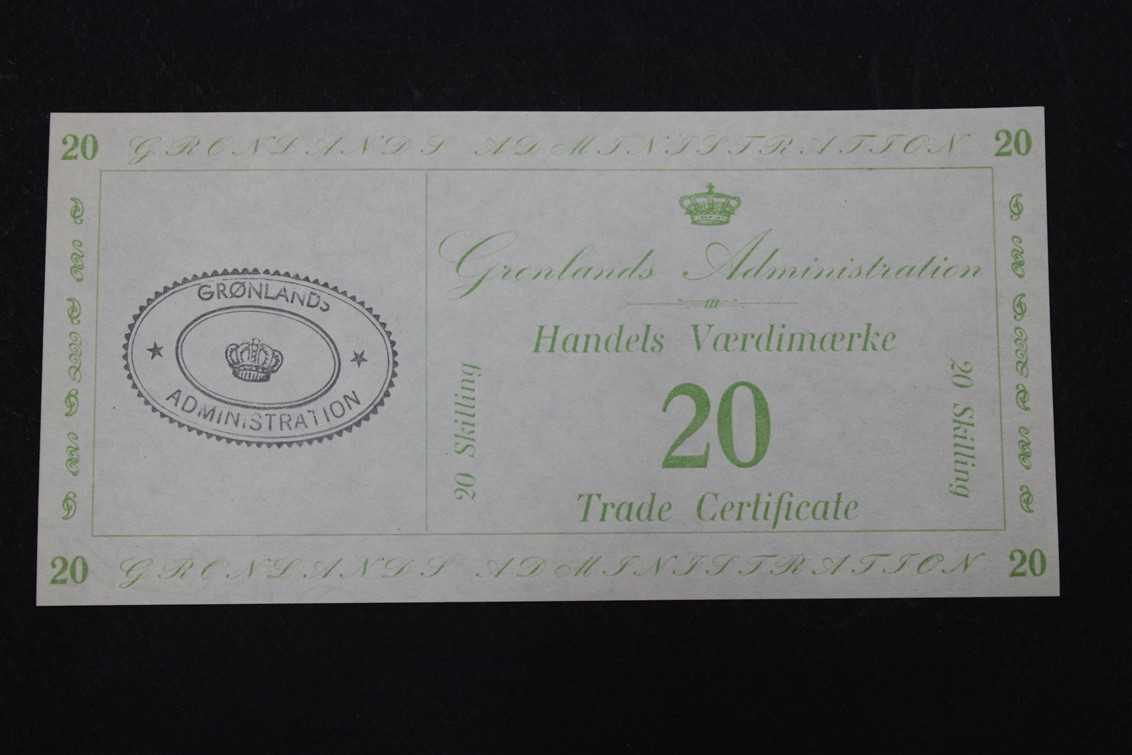 20 GRONLANDS ADMINISTRATION 20
GRØNLANDS
ADMINISTRATION
Gronlands Administration
Handels Værdimærke
20 Skilling
20
20 Skilling
Trade Certificate
20 GRONLANDS ADMINISTRATION 20